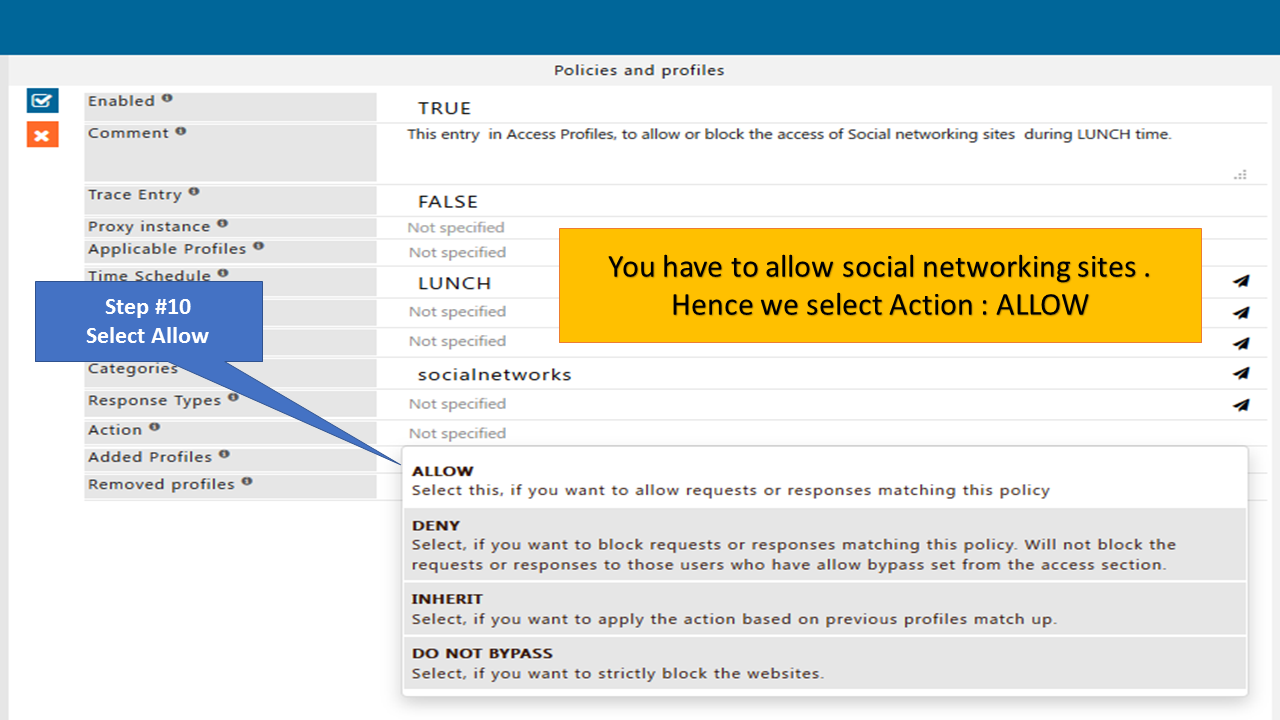 Policies and profiles
Enabled
TRUE
Comment
This entry  in Access Profiles, to allow or block the access of Social networking sites  during LUNCH time.
Trace Entry
FALSE
Proxy instance
Not specified
Applicable Profiles
Not specified
You have to allow social networking sites .
Hence we select Action : ALLOW
Time Schedule
LUNCH
Step #10
Select Allow
Not specified
Not specified
Categories
socialnetworks
Response Types
Not specified
Action
Not specified
Added Profiles
Removed profiles
ALLOW
Select this, if you want to allow requests or responses matching this policy
DENY
Select, if you want to block requests or responses matching this policy. Will not block the
requests or responses to those users who have allow bypass set from the access section.
INHERIT
Select, if you want to apply the action based on previous profiles match up.
DO NOT BYPASS
Select, if you want to strictly block the websites.